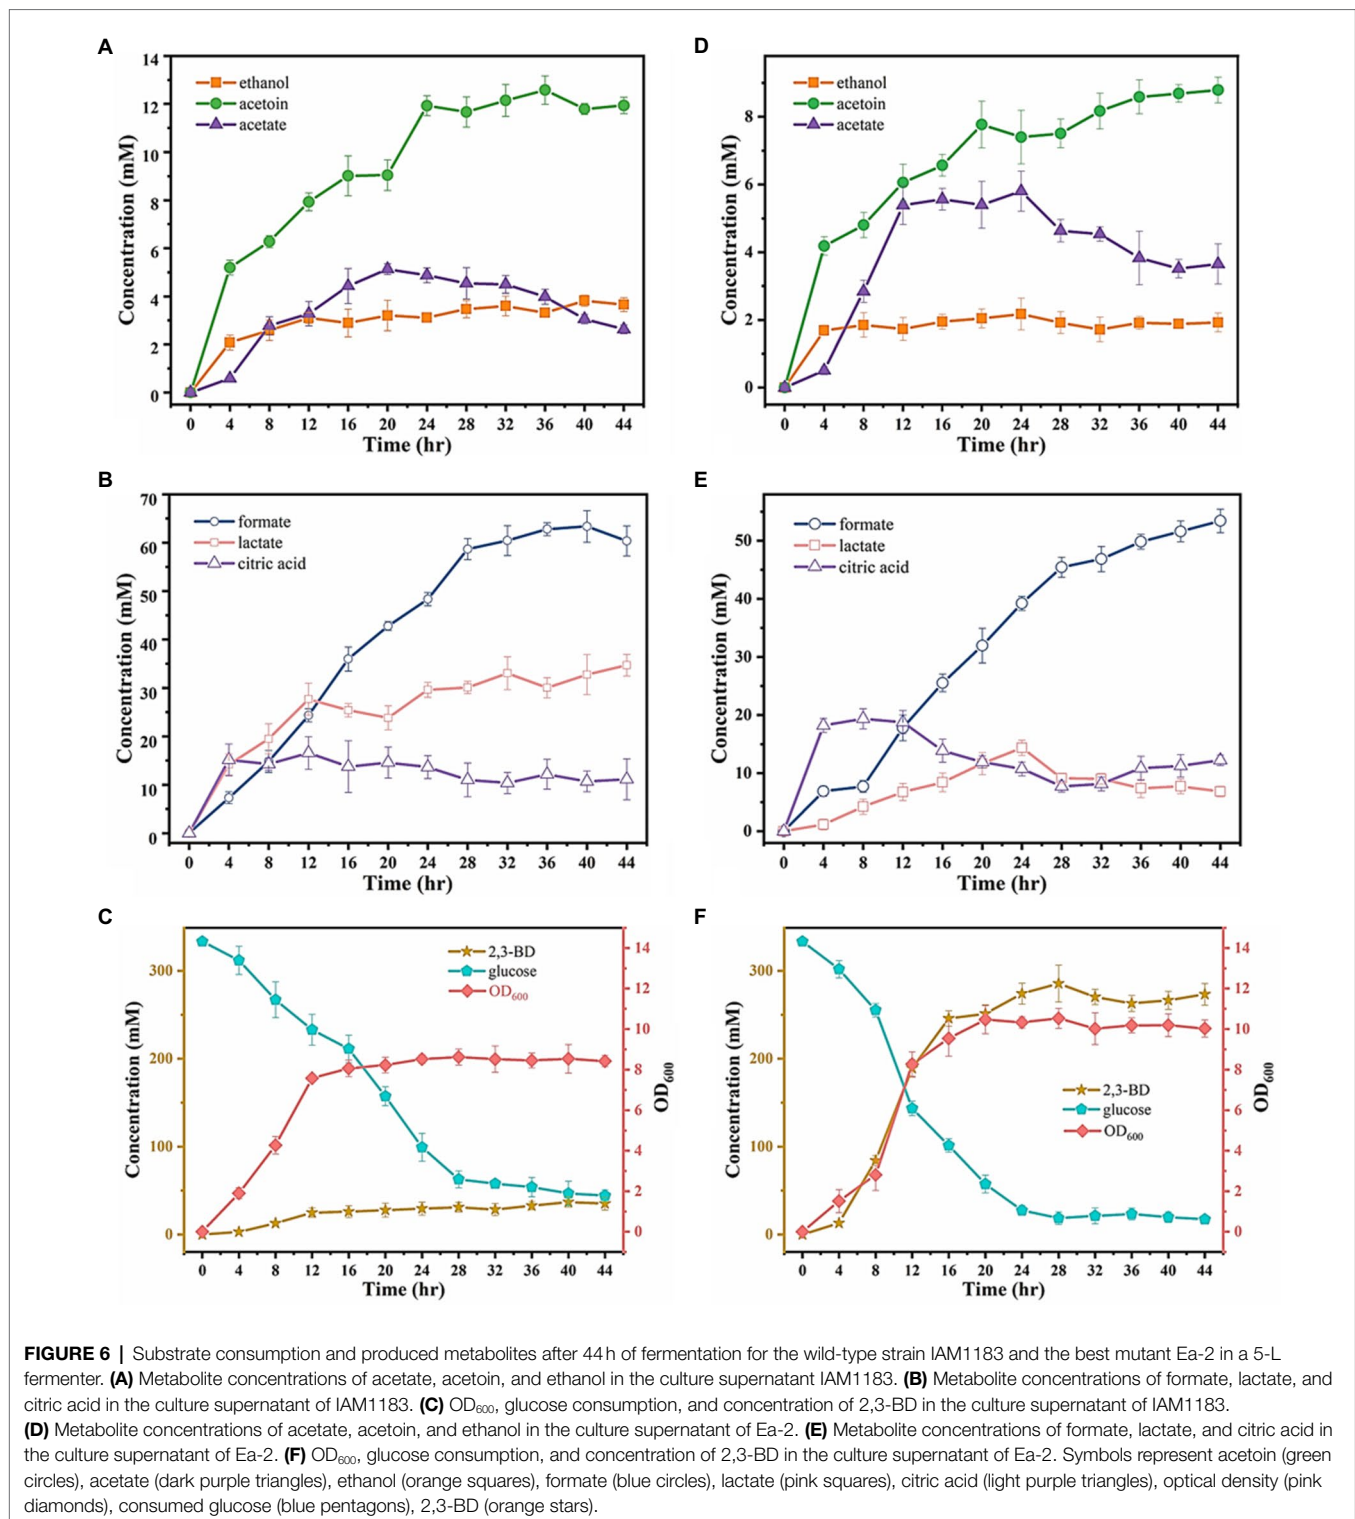 A
14
12
10
8
6
4
2
0
Concentration (mM)
ethanol
acetoin
acetate
0 4 8 12 16 20 24 28 32 36 40 44
Time (hr)
D
8
6
4
2
0
Concentration (mM)
ethanol
acetoin
acetate
0 4 8 12 16 20 24 28 32 36 40 44
Time (hr)
B
70
60
50
40
30
20
10
0
Concentration (mM)
formate
lactate
citric acid
0 4 8 12 16 20 24 28 32 36 40 44
Time (hr)
E
50
40
30
20
10
0
Concentration (mM)
formate
lactate
citric acid
0 4 8 12 16 20 24 28 32 36 40 44
Time (hr)
C
300
200
100
0
Concentration (mM)
2,3-BD
glucose
OD600
14
12
10
8
6
4
2
0
OD600
0 4 8 12 16 20 24 28 32 36 40 44
Time (hr)
F
300
200
100
0
Concentration (mM)
2,3-BD
glucose
OD600
14
12
10
8
6
4
2
0
OD600
0 4 8 12 16 20 24 28 32 36 40 44
Time (hr)
FIGURE 6 | Substrate consumption and produced metabolites after 44 h of fermentation for the wild-type strain IAM1183 and the best mutant Ea-2 in a 5-L
fermenter. (A) Metabolite concentrations of acetate, acetoin, and ethanol in the culture supernatant IAM1183. (B) Metabolite concentrations of formate, lactate, and
citric acid in the culture supernatant of IAM1183. (C) OD600, glucose consumption, and concentration of 2,3-BD in the culture supernatant of IAM1183.
(D) Metabolite concentrations of acetate, acetoin, and ethanol in the culture supernatant of Ea-2. (E) Metabolite concentrations of formate, lactate, and citric acid in
the culture supernatant of Ea-2. (F) OD600, glucose consumption, and concentration of 2,3-BD in the culture supernatant of Ea-2. Symbols represent acetoin (green
circles), acetate (dark purple triangles), ethanol (orange squares), formate (blue circles), lactate (pink squares), citric acid (light purple triangles), optical density (pink
diamonds), consumed glucose (blue pentagons), 2,3-BD (orange stars).